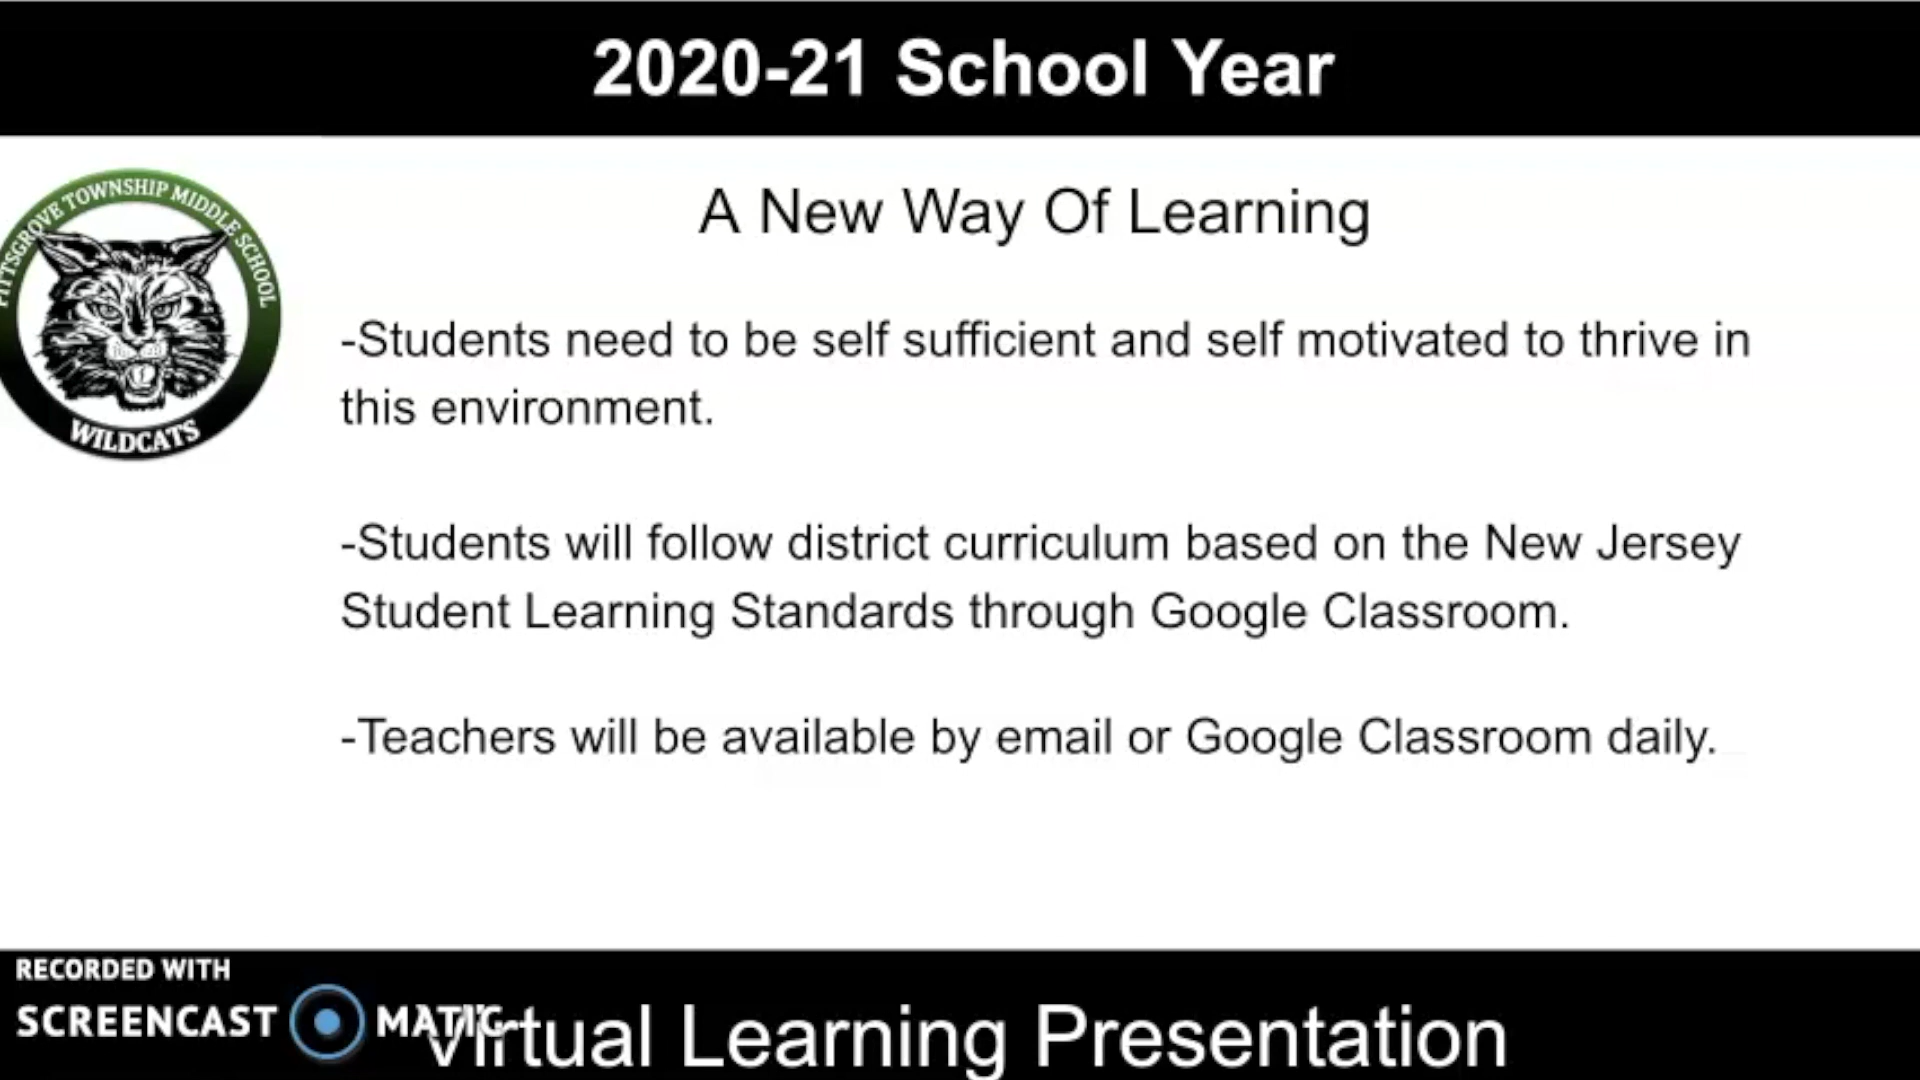 2020-21 School Year
PITTSGROVE TOWNSHIP MIDDLE SCHOOL
WILDCATS
A New Way Of Learning
-Students need to be self sufficient and self motivated to thrive in
this environment.
-Students will follow district curriculum based on the New Jersey
Student Learning Standards through Google Classroom.
-Teachers will be available by email or Google Classroom daily.
RECORDED WITH
SCREENCAST MATIC
Virtual Learning Presentation